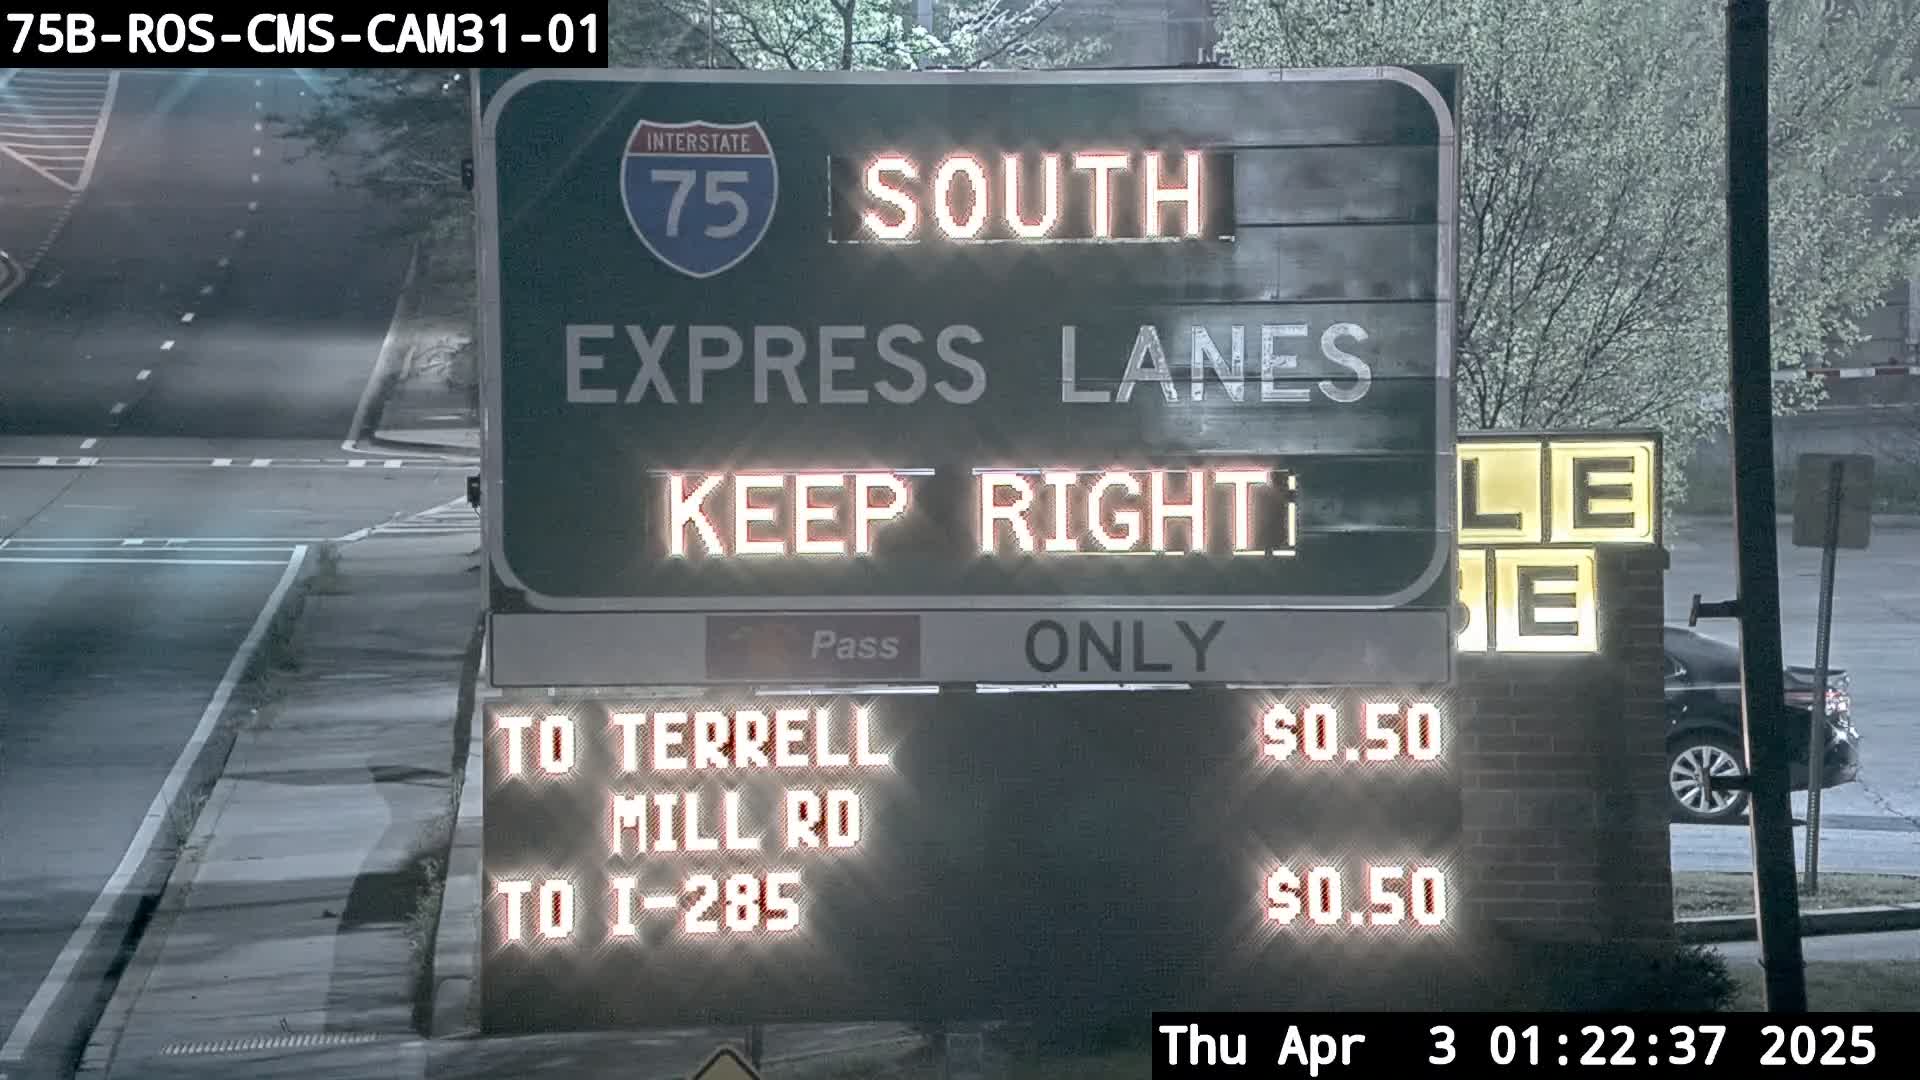 75B-ROS-CMS-CAM31-01
INTERSTATE
75
SOUTH
EXPRESS LANES
KEEP RIGHT
Pass ONLY
TO TERRELL $0.50
MILL RD
TO I-285 $0.50
LE
E
Thu Apr 3 01:22:37 2025